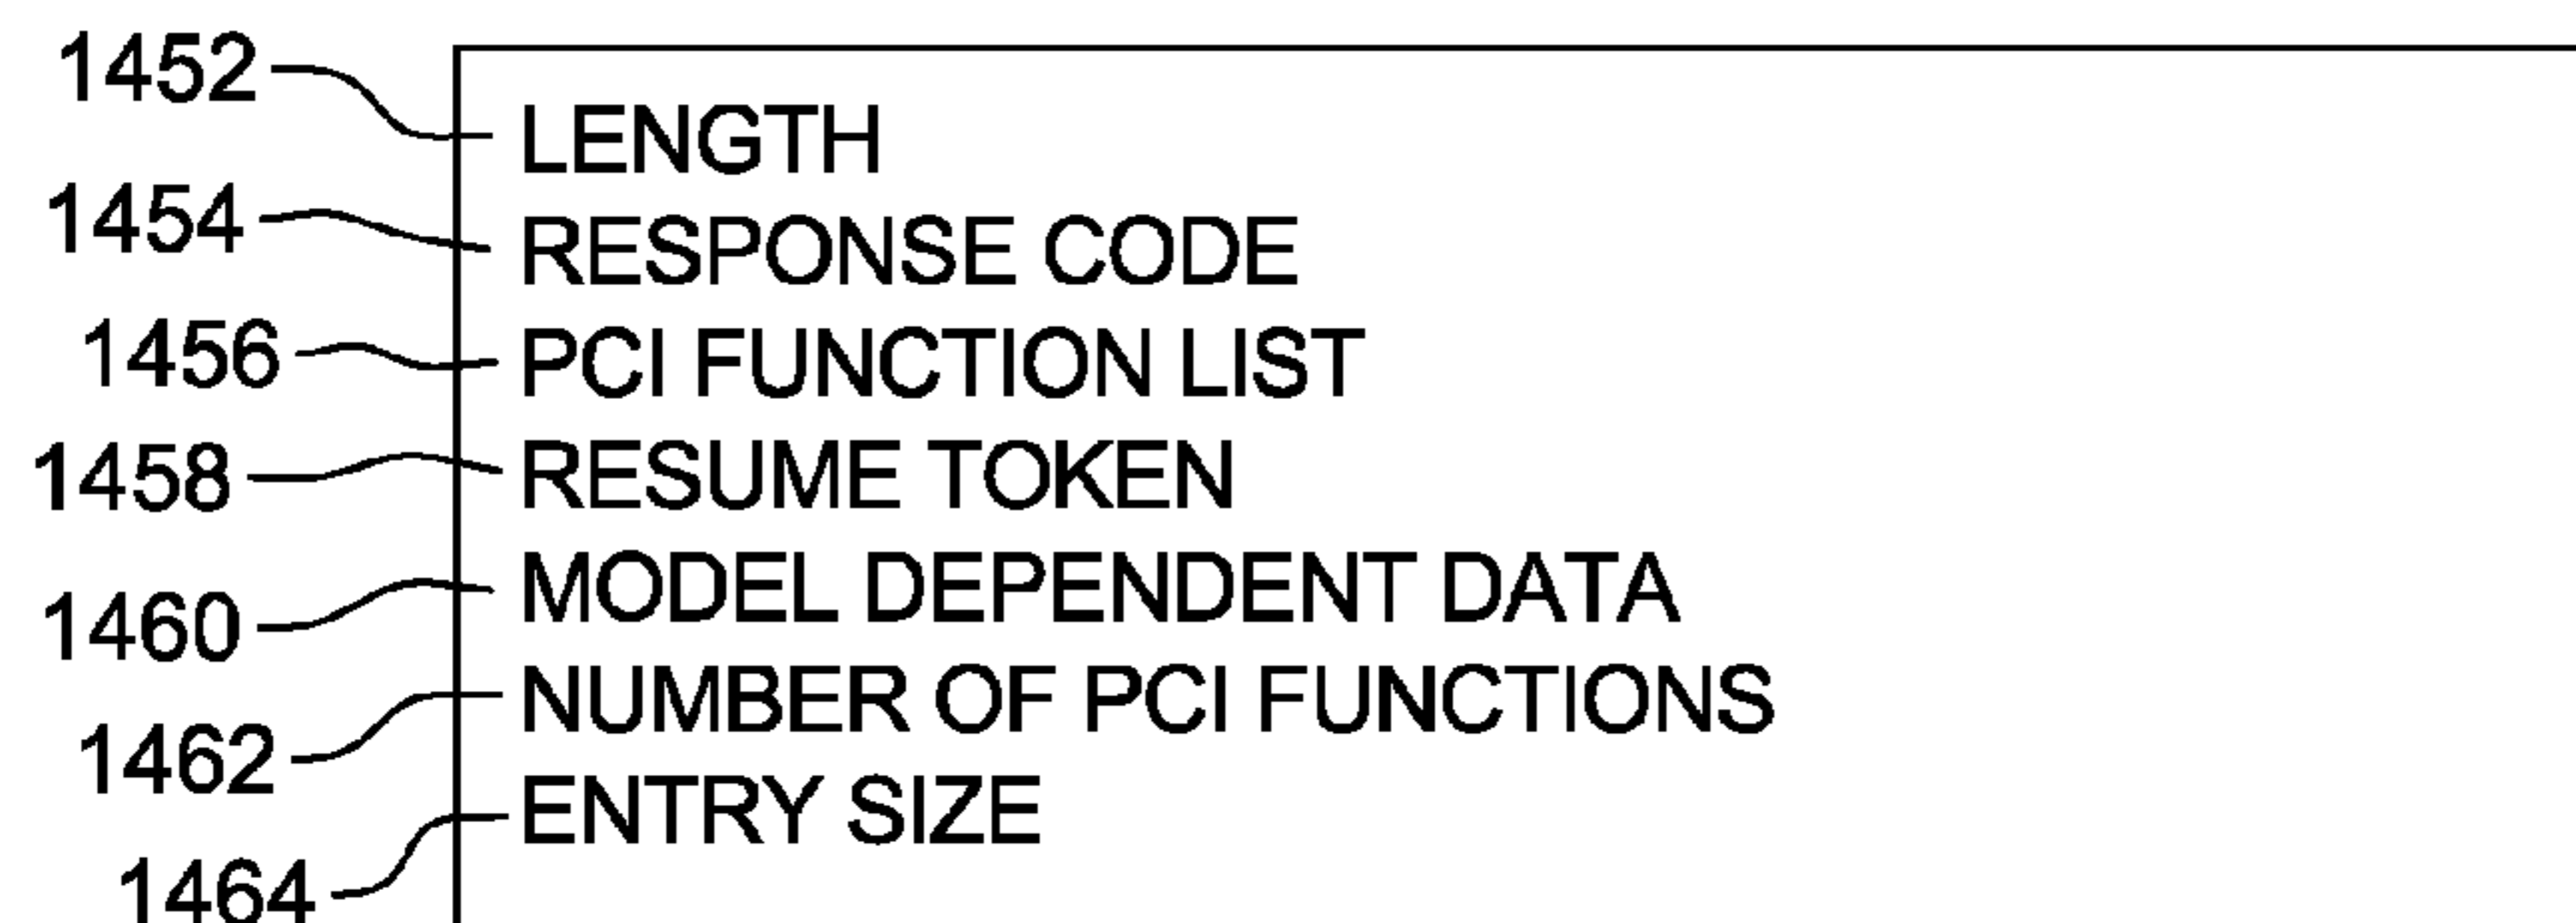 1452 LENGTH
1454 RESPONSE CODE
1456 PCI FUNCTION LIST
1458 RESUME TOKEN
1460 MODEL DEPENDENT DATA
1462 NUMBER OF PCI FUNCTIONS
1464 ENTRY SIZE